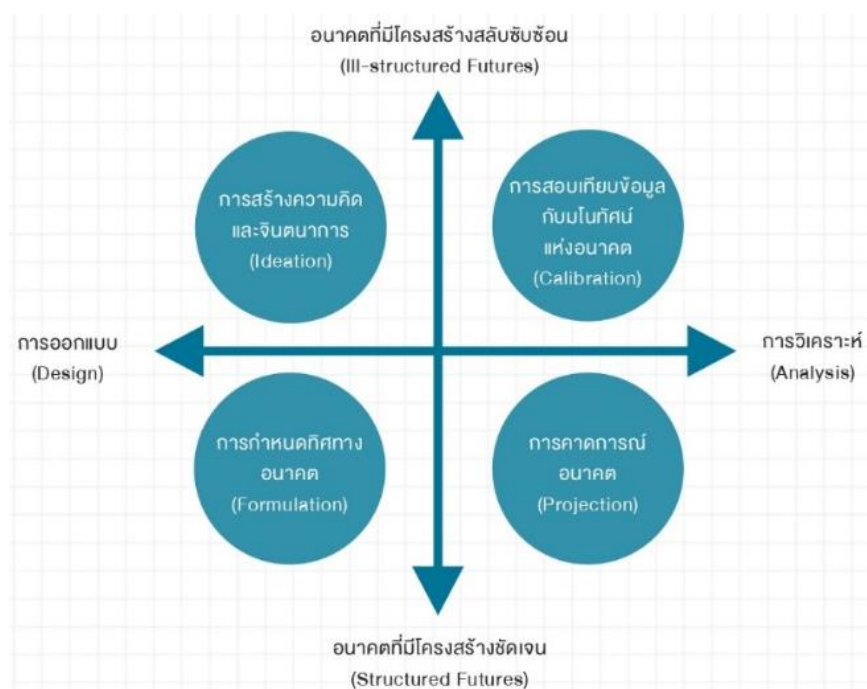 อนาคตที่มีโครงสร้างสลับซับซ้อน
(Ill-structured Futures)
การสร้างความคิด
และจินตนาการ
(Ideation)
การสอบเทียบข้อมูล
กับมโนทัศน์
แห่งอนาคต
(Calibration)
การออกแบบ
(Design)
การวิเคราะห์
(Analysis)
การกำหนดทิศทาง
อนาคต
(Formulation)
การคาดการณ์
อนาคต
(Projection)
อนาคตที่มีโครงสร้างชัดเจน
(Structured Futures)